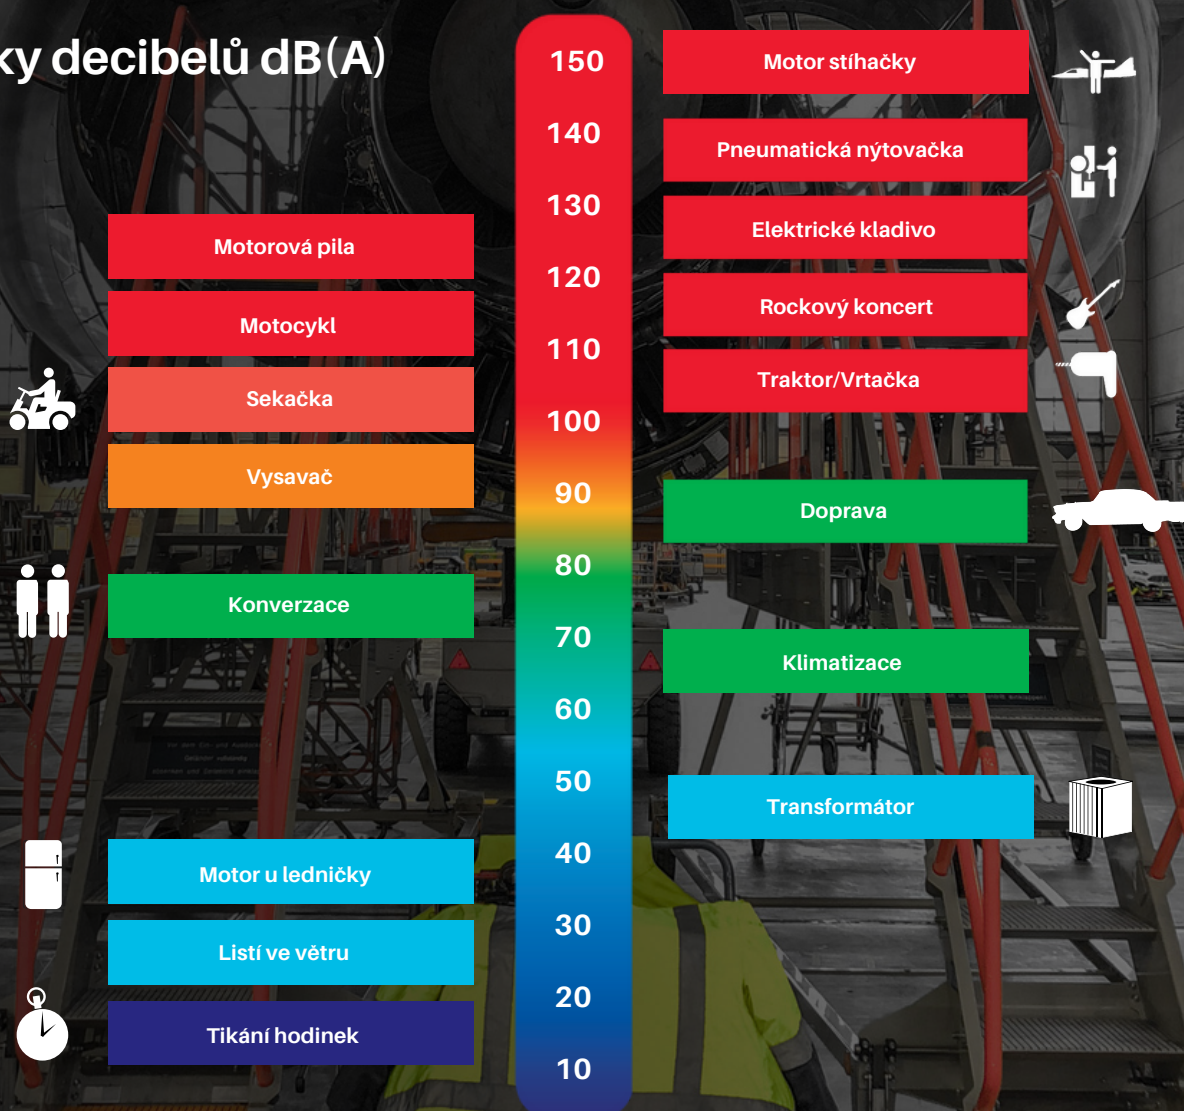 ky decibelů dB(A)
150
140
130
120
110
100
90
80
70
60
50
40
30
20
10
Motorová pila
Motocykl
Sekačka
Vysavač
Konverzace
Motor u ledničky
Listí ve větru
Tikání hodinek
Motor stíhačky
Pneumatická nýtovačka
Elektrické kladivo
Rockový koncert
Traktor/Vrtačka
Doprava
Klimatizace
Transformátor